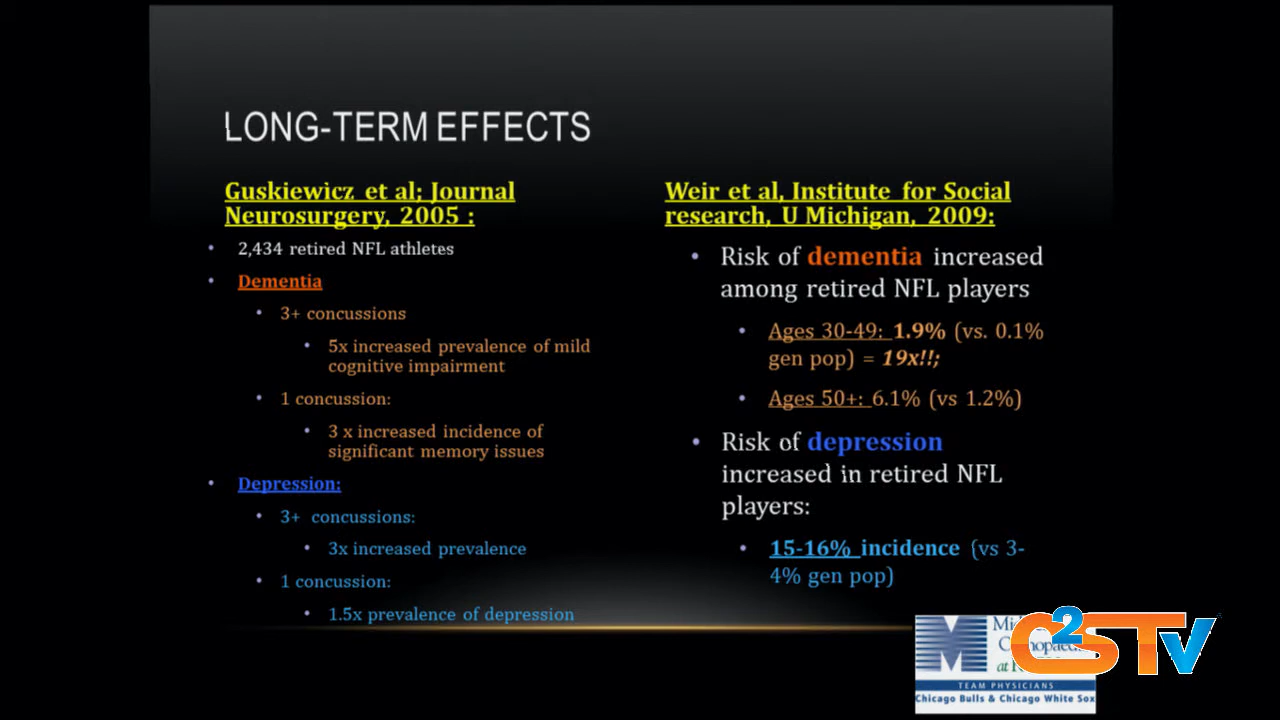 LONG-TERM EFFECTS
Guskiewicz et al; Journal
Neurosurgery, 2005 :
• 2,434 retired NFL athletes
• Dementia
• 3+ concussions
• 5x increased prevalence of mild
cognitive impairment
• 1 concussion:
• 3 x increased incidence of
significant memory issues
• Depression:
• 3+ concussions:
• 3x increased prevalence
• 1 concussion:
• 1.5x prevalence of depression
Weir et al, Institute for Social
research, U Michigan, 2009:
• Risk of dementia increased
among retired NFL players
• Ages 30-49: 1.9% (vs. 0.1%
gen pop) = 19x!!;
• Ages 50+: 6.1% (vs 1.2%)
• Risk of depression
increased in retired NFL
players:
• 15-16% incidence (vs 3-
4% gen pop)
at
TEAM PHYSICIANS
Chicago Bulls & Chicago White Sox
C2STV